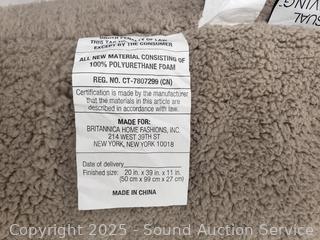 UNDER PENALTY OF LAW
THIS TAG
EXCEPT BY THE CONSUMER
ALL NEW MATERIAL CONSISTING OF
100% POLYURETHANE FOAM
REG. NO. CT-7807299 (CN)
Certification is made by the manufacturer
that the materials in this article are
described in accordance with law.
MADE FOR:
BRITANNICA HOME FASHIONS, INC.
214 WEST 39TH ST
NEW YORK, NEW YORK 10018
Date of delivery
Finished size: 20 in. x 39 in. x 11 in.
(50 cm x 99 cm x 27 cm)
MADE IN CHINA
Copyright 2025 - Sound Auction Service